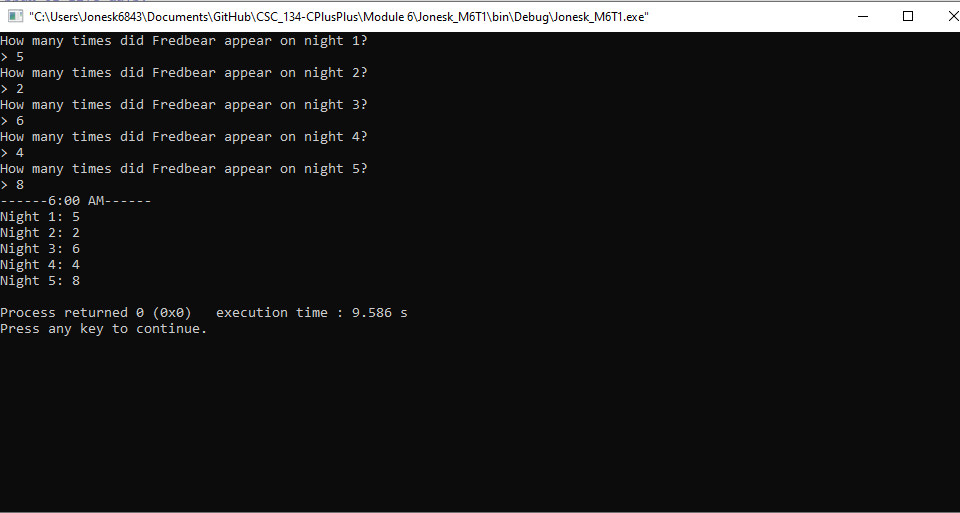 "C:\Users\Jonesk6843\Documents\GitHub\CSC_134-CPlusPlus\Module 6\Jonesk_M6T1\bin\Debug\Jonesk_M6T1.exe"
How many times did Fredbear appear on night 1?
> 5
How many times did Fredbear appear on night 2?
> 2
How many times did Fredbear appear on night 3?
> 6
How many times did Fredbear appear on night 4?
> 4
How many times did Fredbear appear on night 5?
> 8
------6:00 AM------
Night 1: 5
Night 2: 2
Night 3: 6
Night 4: 4
Night 5: 8
Process returned 0 (0x0)   execution time : 9.586 s
Press any key to continue.